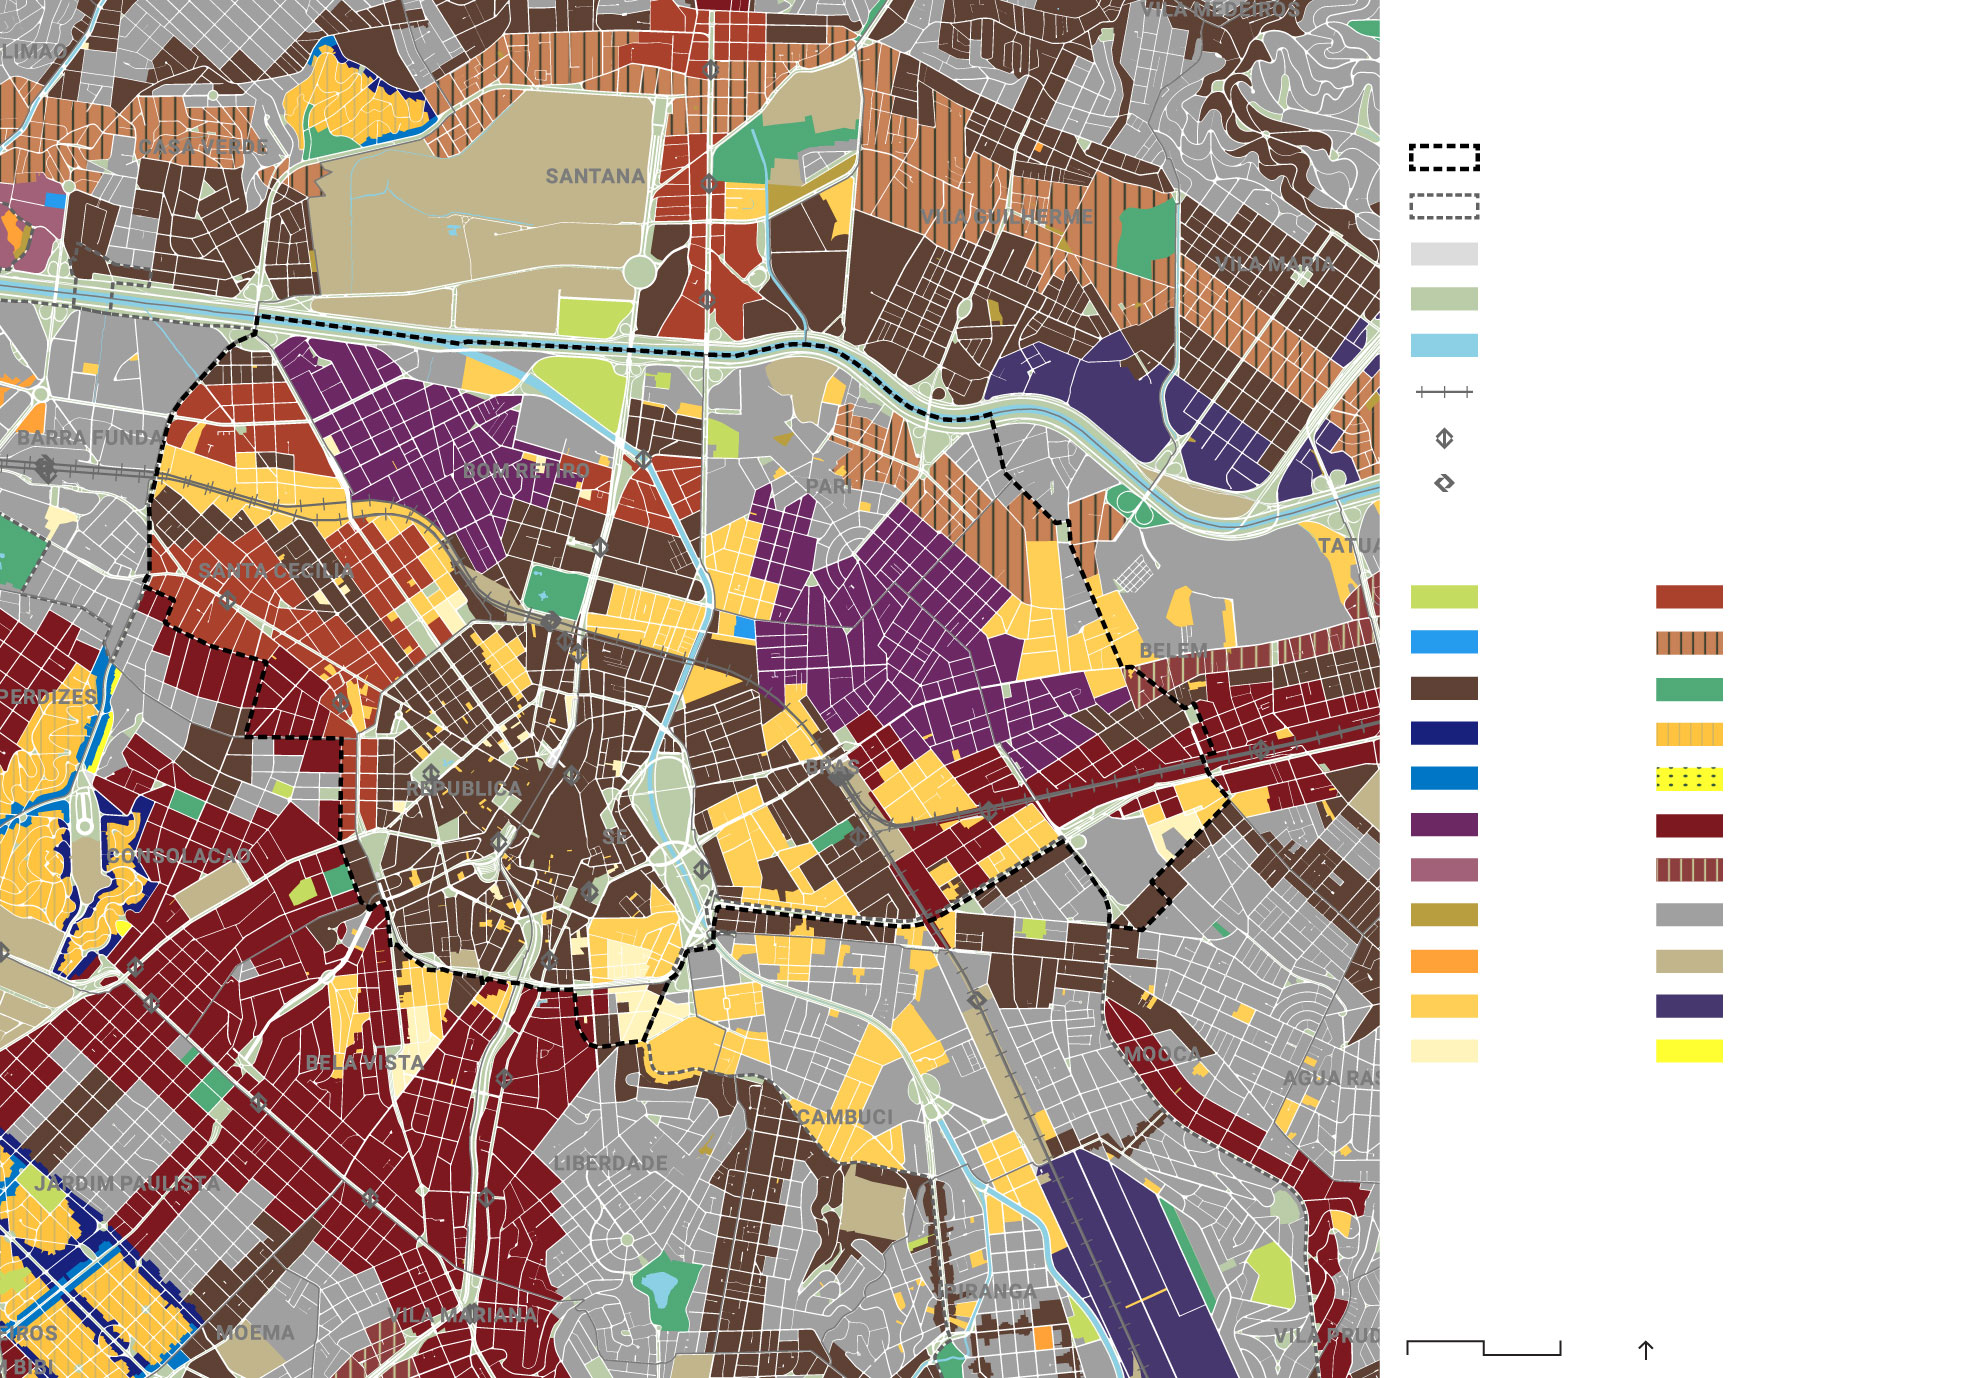 VILA MEDEIROS
LIMAO
CASA VERDE
SANTANA
VILA GUILHERME
VILA MARIA
BARRA FUNDA
BOM RETIRO
PARI
TATUA
SANTA CECILIA
BELEM
PERDIZES
BRAS
REPUBLICA
SE
CONSOLACAO
MOOCA
BELA VISTA
AGUA RAS
CAMBUCI
LIBERDADE
JARDIM PAULISTA
IPIRANGA
VILA MARIANA
MOEMA
EIROS
VILA PRUD
M BIBI